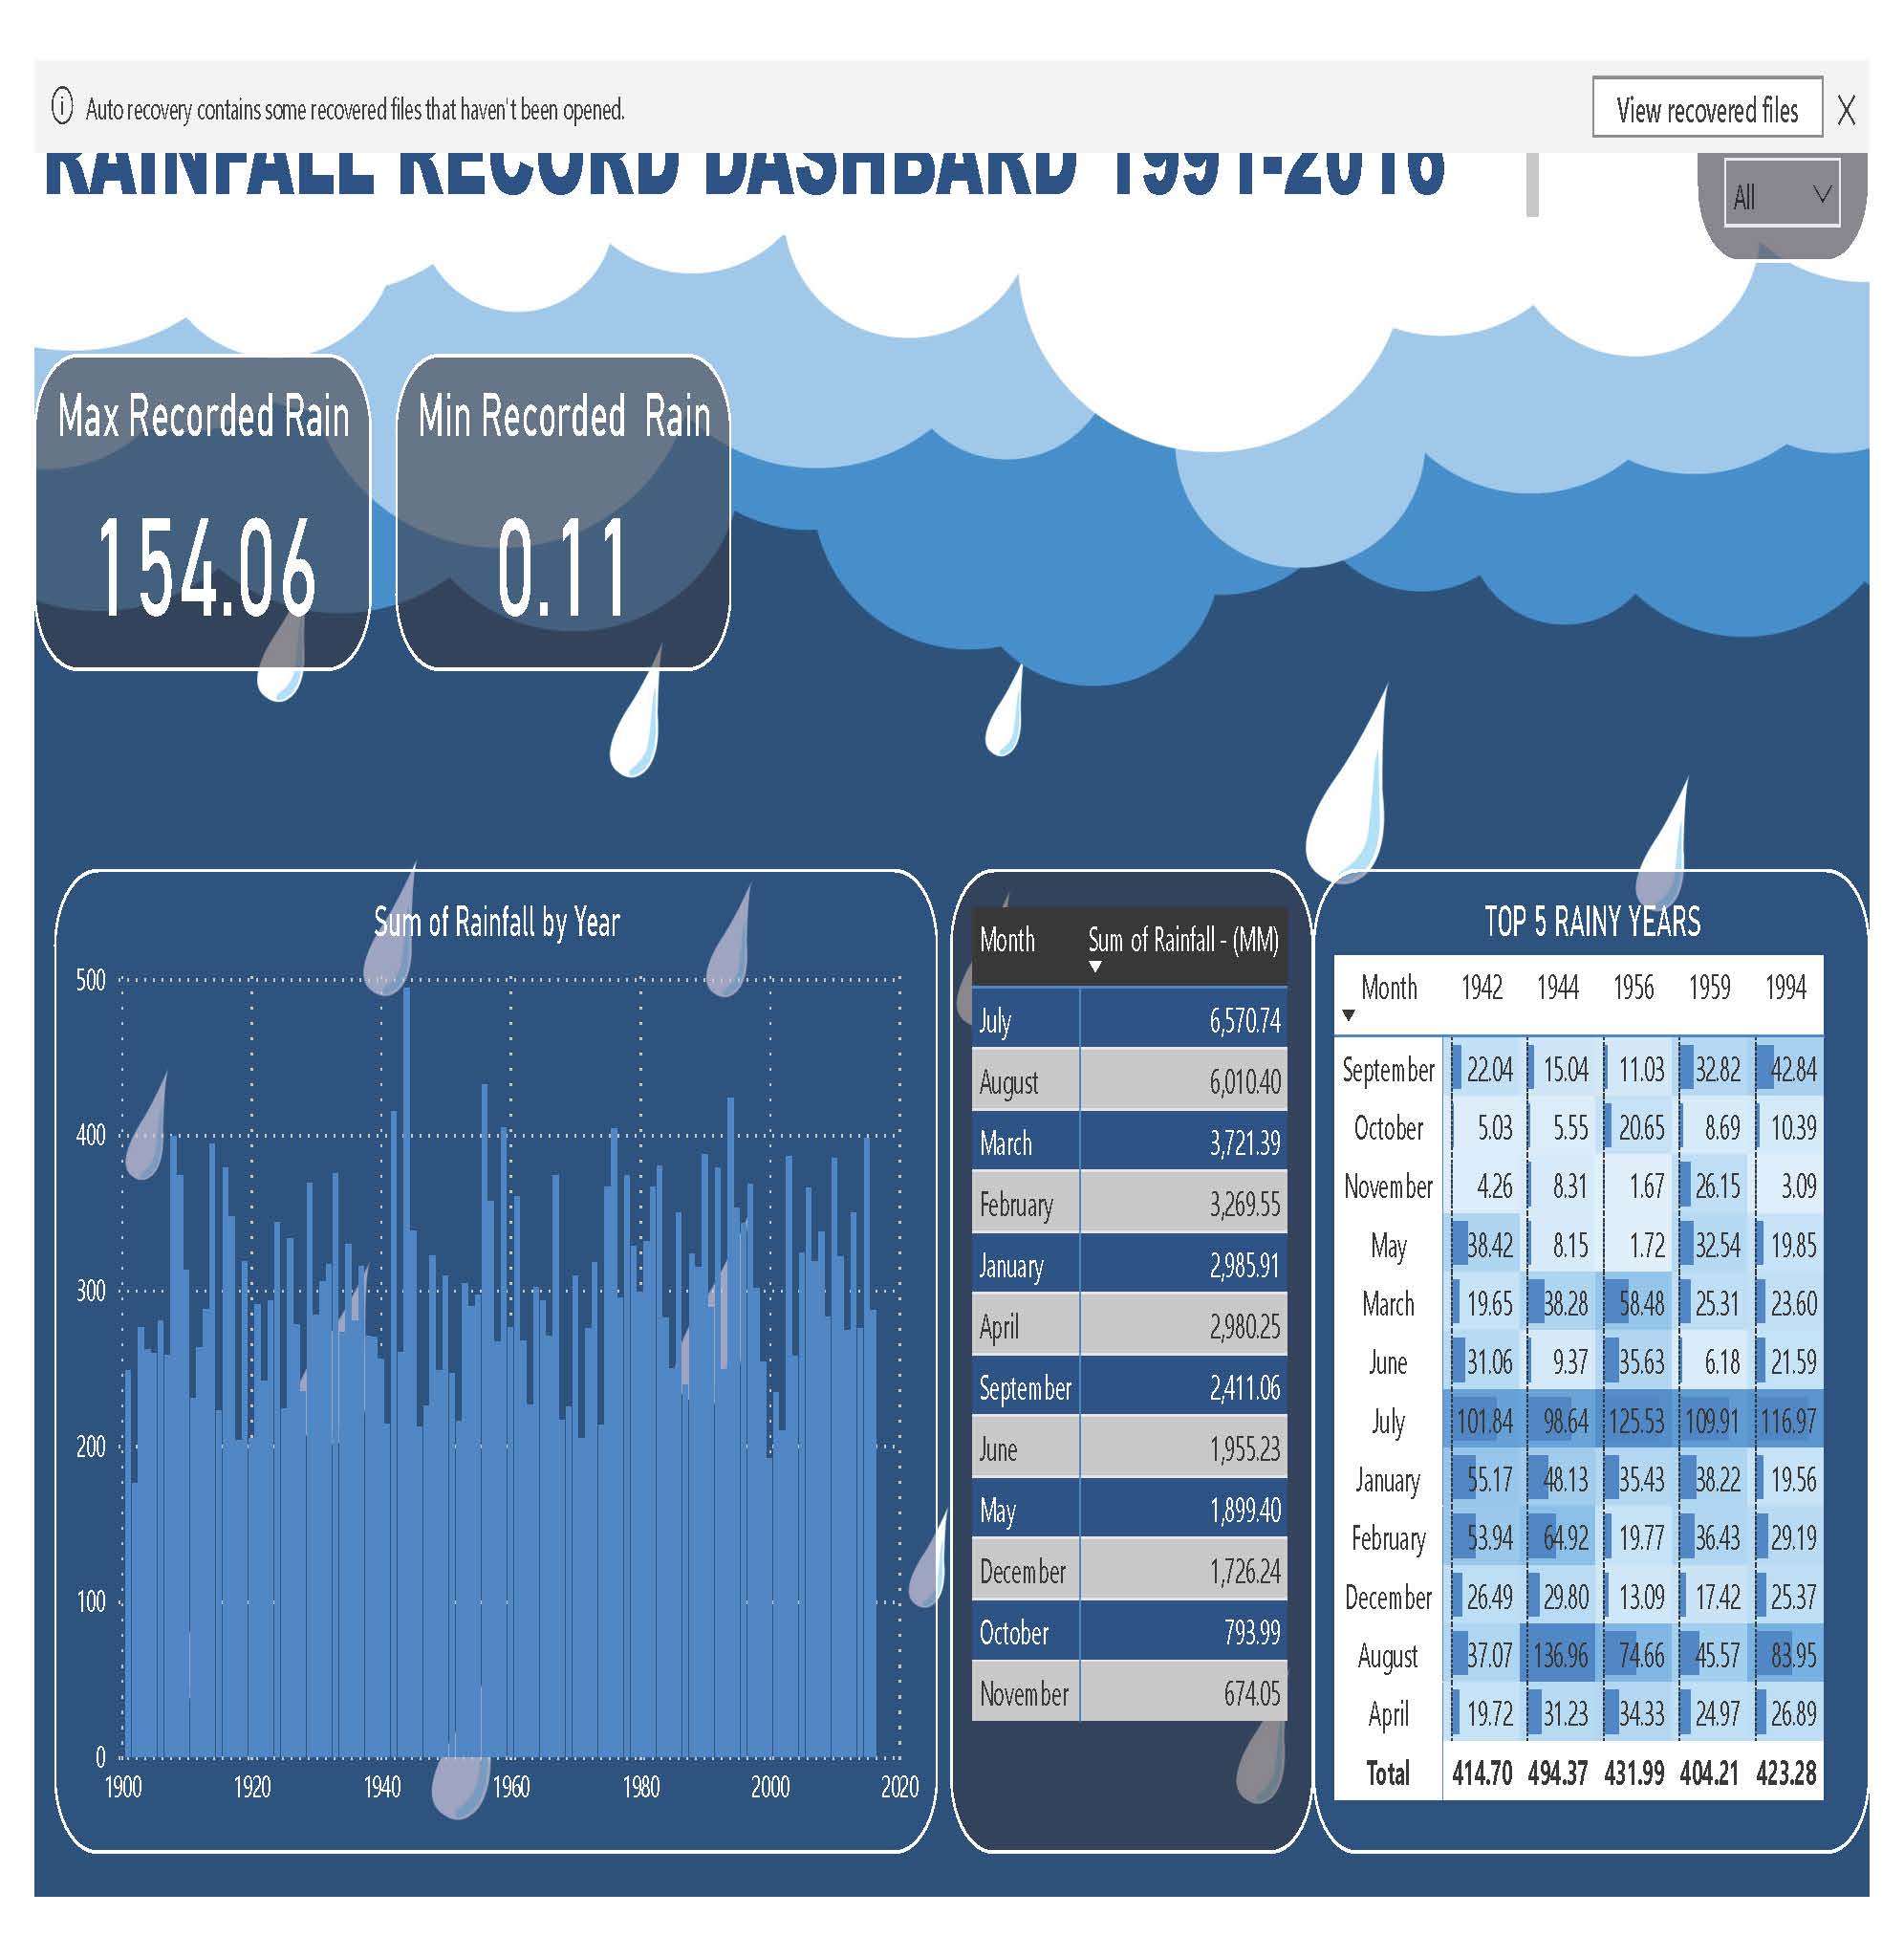 Auto recovery contains some recovered files that haven't been opened.
View recovered files
RAINFALL RECORD DASHBARD 1991-2016
All
Max Recorded Rain
154.06
Min Recorded Rain
0.11
Sum of Rainfall by Year
500
400
300
200
100
0
1900 1920 1940 1960 1980 2000 2020
Month Sum of Rainfall - (MM)
July 6,570.74
August 6,010.40
March 3,721.39
February 3,269.55
January 2,985.91
April 2,980.25
September 2,411.06
June 1,955.23
May 1,899.40
December 1,726.24
October 793.99
November 674.05
TOP 5 RAINY YEARS
Month 1942 1944 1956 1959 1994
September 22.04 15.04 11.03 32.82 42.84
October 5.03 5.55 20.65 8.69 10.39
November 4.26 8.31 1.67 26.15 3.09
May 38.42 8.15 1.72 32.54 19.85
March 19.65 38.28 58.48 25.31 23.60
June 31.06 9.37 35.63 6.18 21.59
July 101.84 98.64 125.53 109.91 116.97
January 55.17 48.13 35.43 38.22 19.56
February 53.94 64.92 19.77 36.43 29.19
December 26.49 29.80 13.09 17.42 25.37
August 37.07 136.96 74.66 45.57 83.95
April 19.72 31.23 34.33 24.97 26.89
Total 414.70 494.37 431.99 404.21 423.28